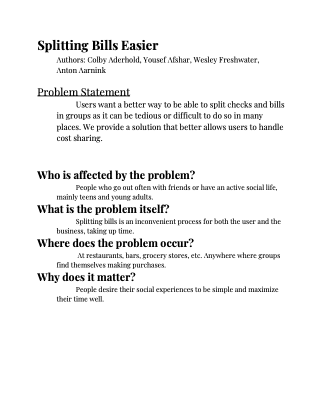 Splitting Bills Easier
Authors: Colby Aderhold, Yousef Afshar, Wesley Freshwater,
Anton Aarnink
Problem Statement
Users want a better way to be able to split checks and bills
in groups as it can be tedious or difficult to do so in many
places. We provide a solution that better allows users to handle
cost sharing.
Who is affected by the problem?
People who go out often with friends or have an active social life,
mainly teens and young adults.
What is the problem itself?
Splitting bills is an inconvenient process for both the user and the
business, taking up time.
Where does the problem occur?
At restaurants, bars, grocery stores, etc. Anywhere where groups
find themselves making purchases.
Why does it matter?
People desire their social experiences to be simple and maximize
their time well.